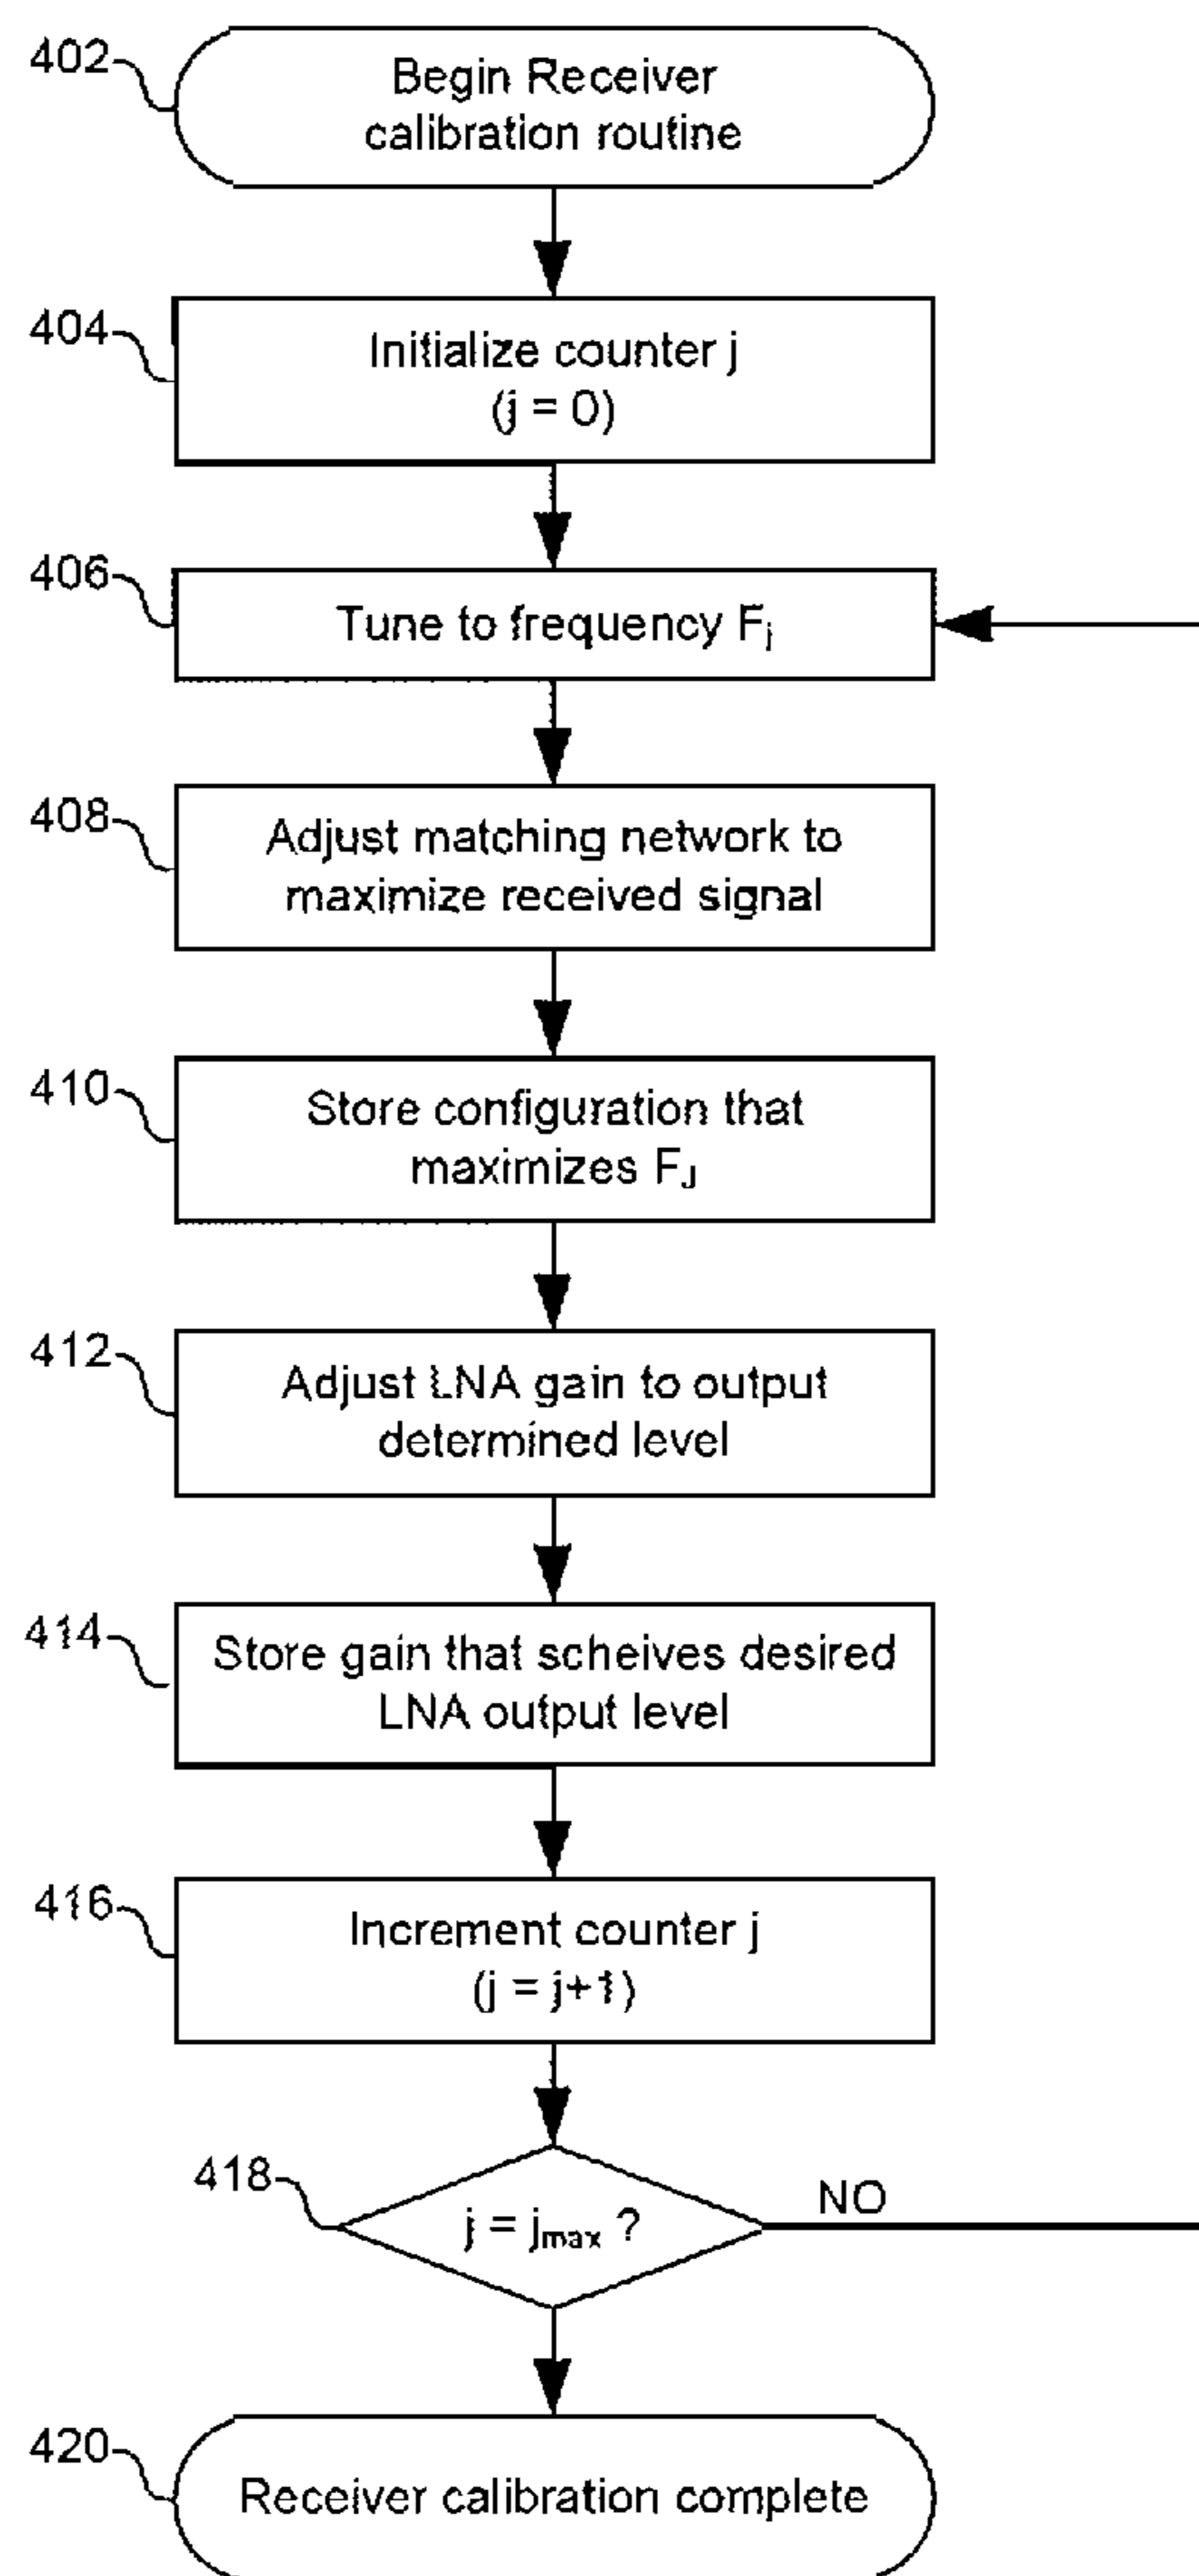 402
Begin Receiver
calibration routine
404
Initialize counter j
(j = 0)
406
Tune to frequency Fj
408
Adjust matching network to
maximize received signal
410
Store configuration that
maximizes FJ
412
Adjust LNA gain to output
determined level
414
Store gain that scheives desired
LNA output level
416
Increment counter j
(j = j+1)
418
j = jmax ?
NO
420
Receiver calibration complete